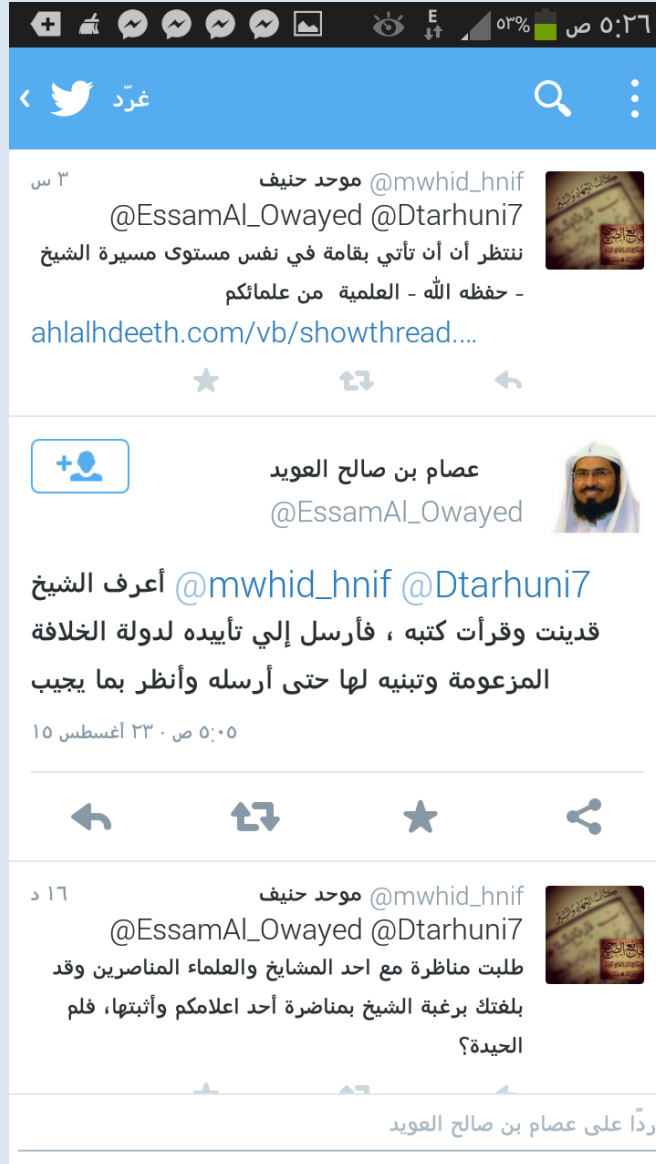 ٥:٢٦ ص ٥٣% E
غرّد
موحد حنيف @mwhid_hnif ٣ س
@EssamAl_Owayed @Dtarhuni7
ننتظر أن أن تأتي بقامة في نفس مستوى مسيرة الشيخ
- حفظه الله - العلمية من علمائكم
ahlalhdeeth.com/vb/showthread....
عصام بن صالح العويد
@EssamAl_Owayed
@mwhid_hnif @Dtarhuni7 أعرف الشيخ
قدينت وقرأت كتبه ، فأرسل إلي تأييده لدولة الخلافة
المزعومة وتبنيه لها حتى أرسله وأنظر بما يجيب
٥:٠٥ ص · ٢٣ أغسطس ١٥
موحد حنيف @mwhid_hnif ١٦ د
@EssamAl_Owayed @Dtarhuni7
طلبت مناظرة مع احد المشايخ والعلماء المناصرين وقد
بلغتك برغبة الشيخ بمناضرة أحد اعلامكم وأثبتها، فلم
الحيدة؟
ردًا على عصام بن صالح العويد